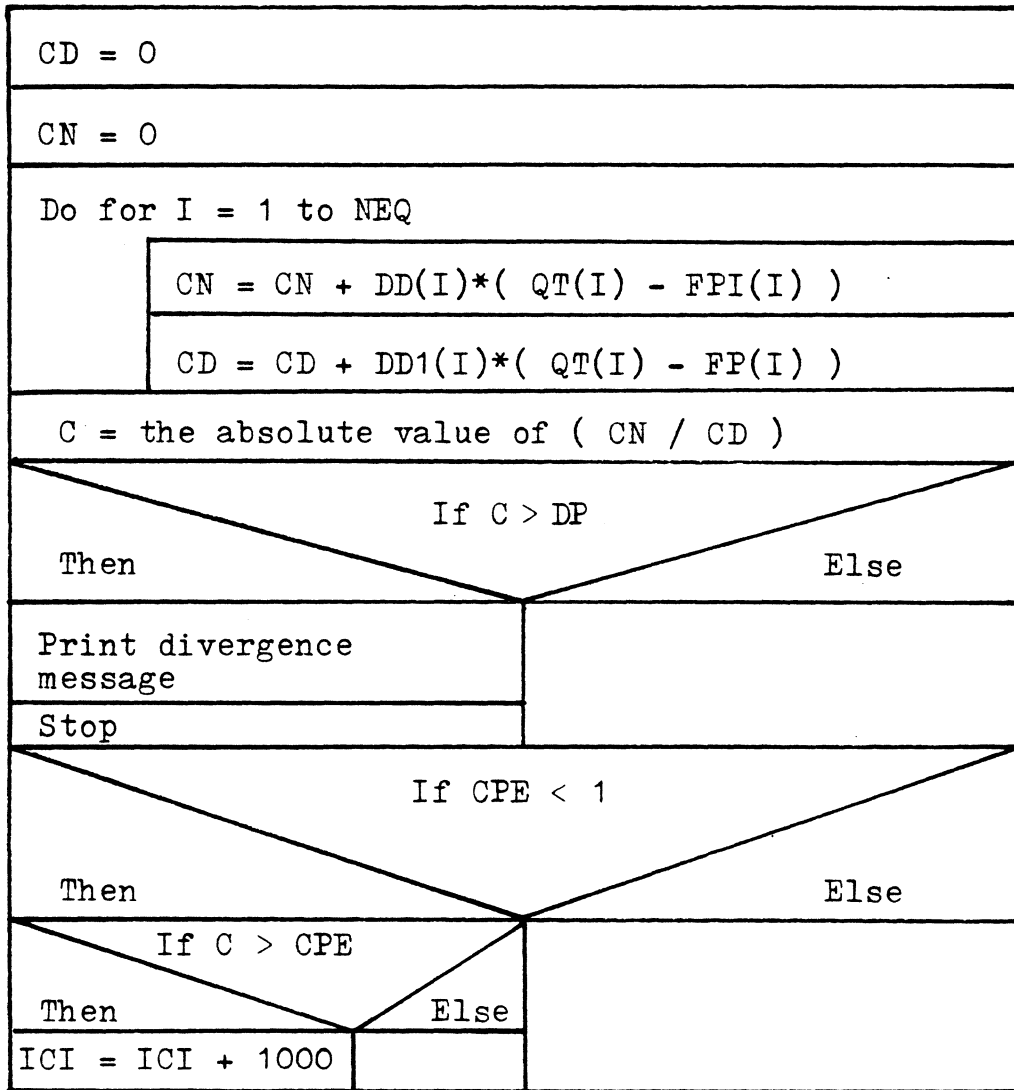 CD = 0
CN = 0
Do for I = 1 to NEQ
CN = CN + DD(I)*( QT(I) - FPI(I) )
CD = CD + DD1(I)*( QT(I) - FP(I) )
C = the absolute value of ( CN / CD )
If C > DP
Then Else
Print divergence
message
Stop
If CPE < 1
Then Else
If C > CPE
Then Else
ICI = ICI + 1000